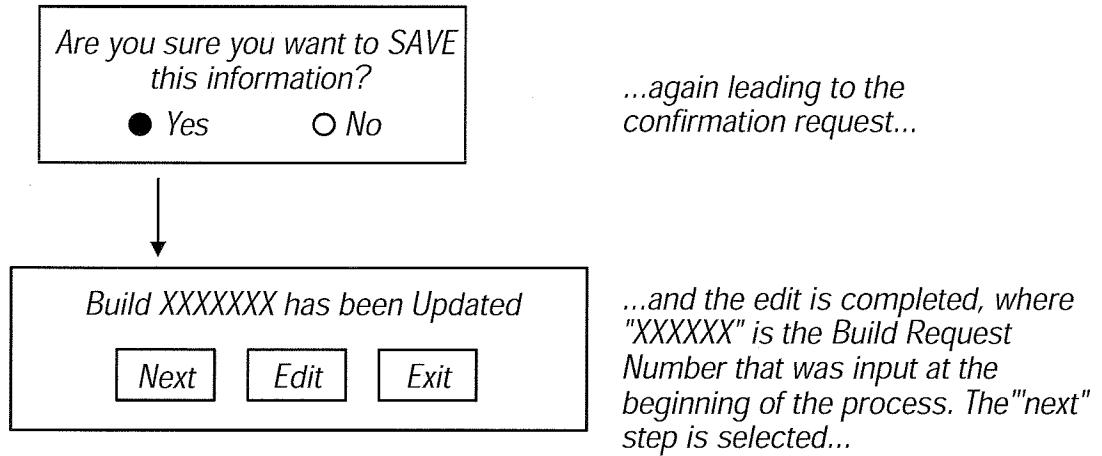 Are you sure you want to SAVE
this information?
Yes No
...again leading to the
confirmation request...
Build XXXXXXX has been Updated
Next Edit Exit
...and the edit is completed, where
"XXXXXX" is the Build Request
Number that was input at the
beginning of the process. The"'next"
step is selected...